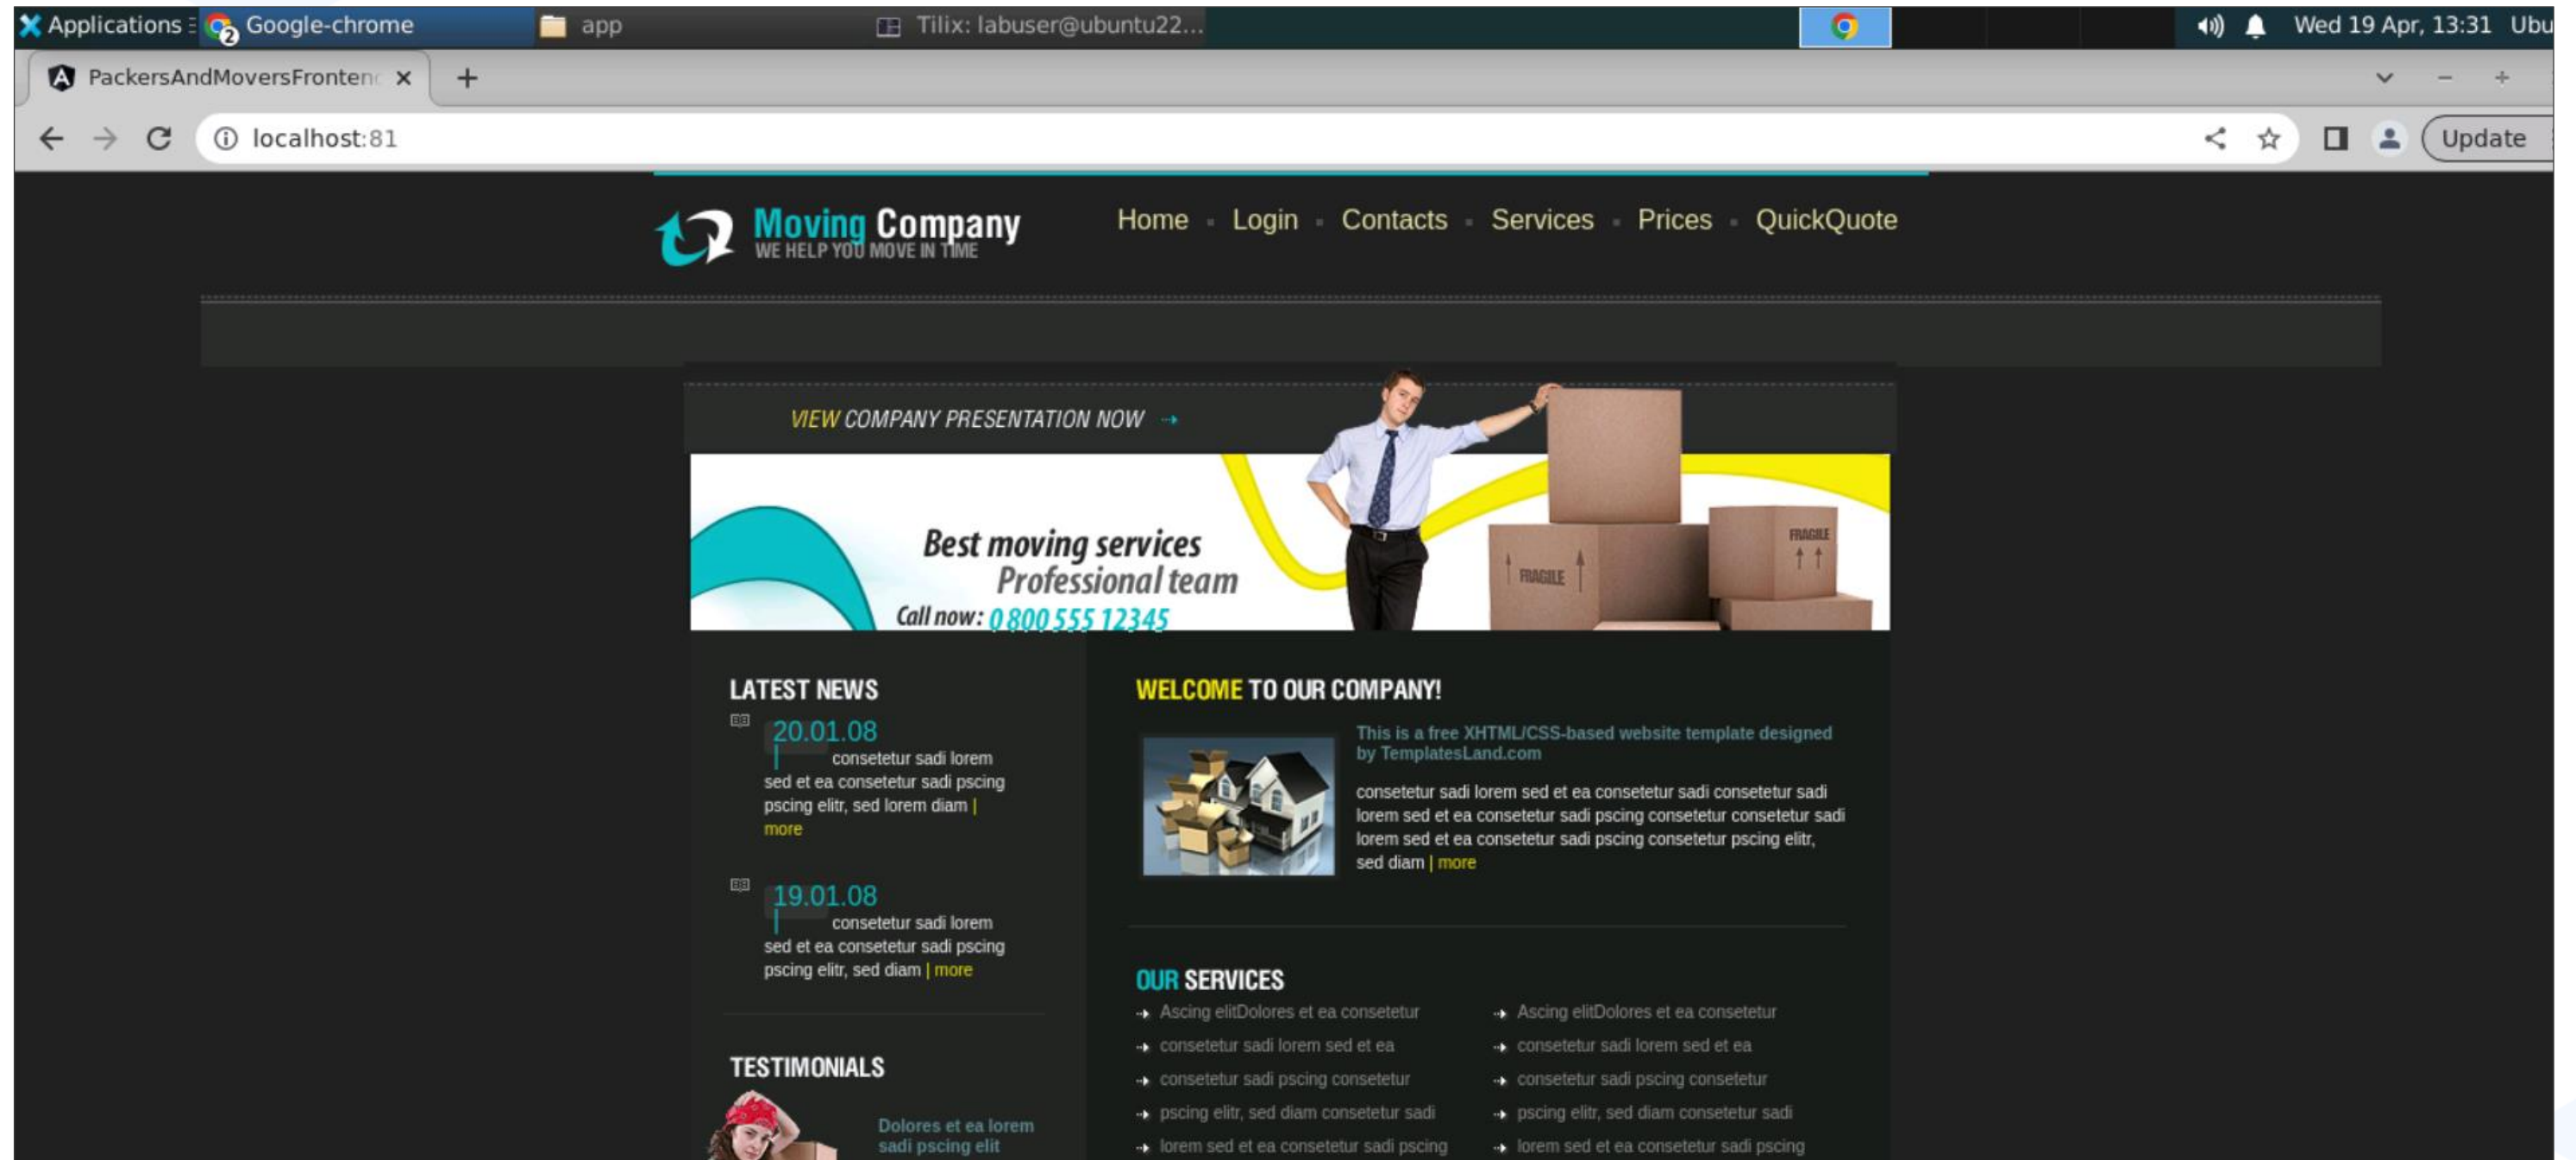 Applications
2
Google-chrome
app
Tilix: labuser@ubuntu22...
Wed 19 Apr, 13:31 Ubu
PackersAndMoversFronten
localhost:81
Update
Moving Company
WE HELP YOU MOVE IN TIME
Home Login Contacts Services Prices QuickQuote
VIEW COMPANY PRESENTATION NOW
Best moving services
Professional team
Call now: 0 800 555 12345
FRAGILE
FRAGILE
LATEST NEWS
20.01.08
consetetur sadi lorem
sed et ea consetetur sadi pscing
pscing elitr, sed lorem diam |
more
19.01.08
consetetur sadi lorem
sed et ea consetetur sadi pscing
pscing elitr, sed diam | more
TESTIMONIALS
Dolores et ea lorem
sadi pscing elit
WELCOME TO OUR COMPANY!
This is a free XHTML/CSS-based website template designed
by TemplatesLand.com
consetetur sadi lorem sed et ea consetetur sadi consetetur sadi
lorem sed et ea consetetur sadi pscing consetetur consetetur sadi
lorem sed et ea consetetur sadi pscing consetetur pscing elitr,
sed diam | more
OUR SERVICES
Ascing elitDolores et ea consetetur
consetetur sadi lorem sed et ea
consetetur sadi pscing consetetur
pscing elitr, sed diam consetetur sadi
lorem sed et ea consetetur sadi pscing
Ascing elitDolores et ea consetetur
consetetur sadi lorem sed et ea
consetetur sadi pscing consetetur
pscing elitr, sed diam consetetur sadi
lorem sed et ea consetetur sadi pscing